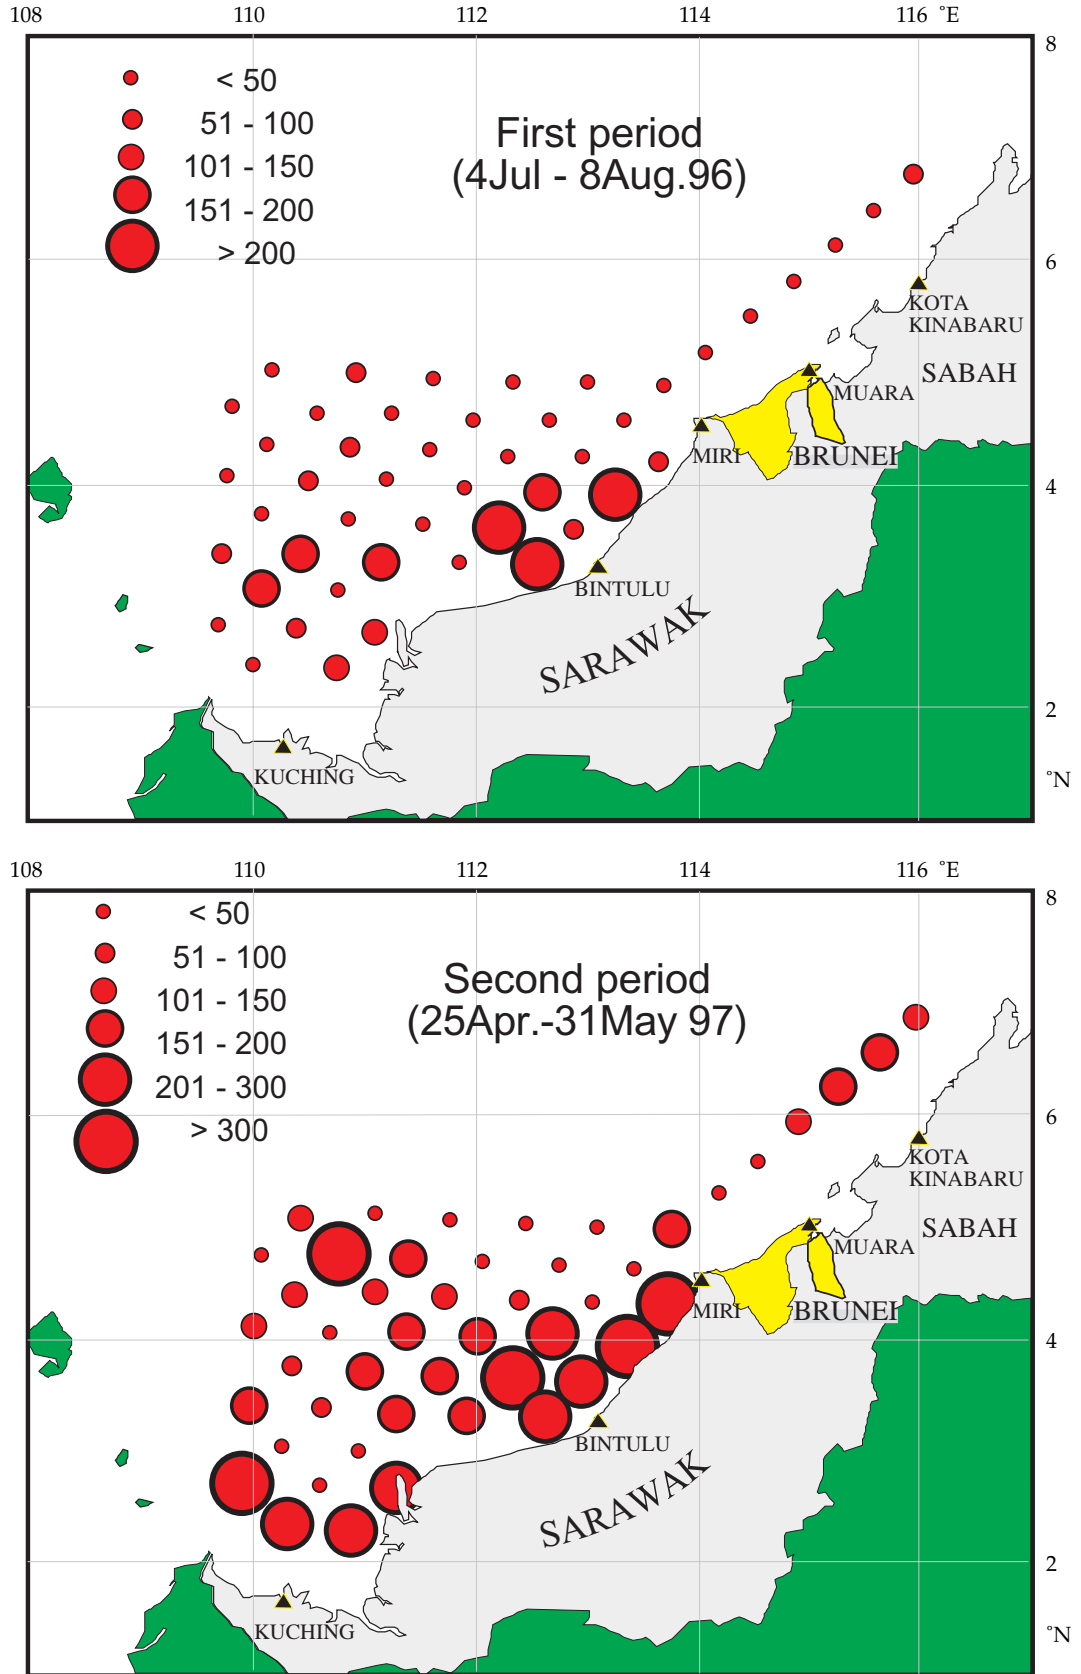 108 110 112 114 116 °E
8
< 50
51 - 100
101 - 150
151 - 200
> 200
First period
(4Jul - 8Aug.96)
6
KOTA
KINABARU
SABAH
MUARA
MIRI
BRUNEI
4
BINTULU
SARAWAK
2
KUCHING
°N
108 110 112 114 116 °E
8
< 50
51 - 100
101 - 150
151 - 200
201 - 300
> 300
Second period
(25Apr.-31May 97)
6
KOTA
KINABARU
SABAH
MUARA
MIRI
BRUNEI
4
BINTULU
SARAWAK
2
KUCHING
°N